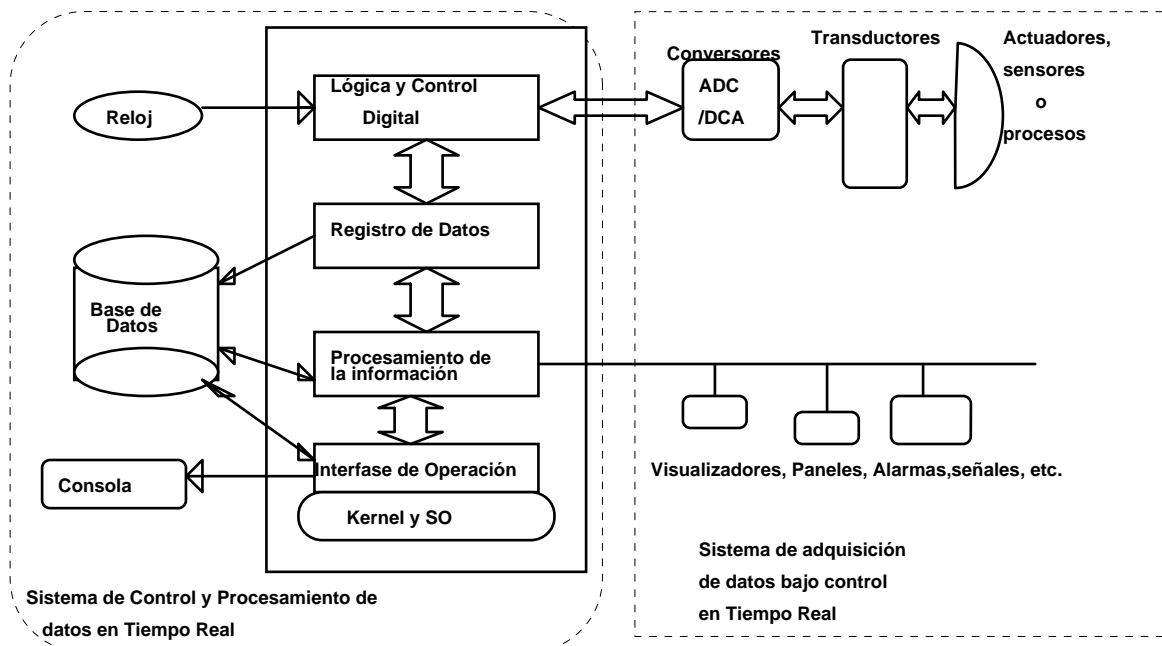 Reloj
Lógica y Control
Digital
Conversores
ADC
/DCA
Transductores
Actuadores,
sensores
o
procesos
Registro de Datos
Base de
Datos
Procesamiento de
la información
Interfase de Operación
Consola
Kernel y SO
Visualizadores, Paneles, Alarmas,señales, etc.
Sistema de Control y Procesamiento de
datos en Tiempo Real
Sistema de adquisición
de datos bajo control
en Tiempo Real